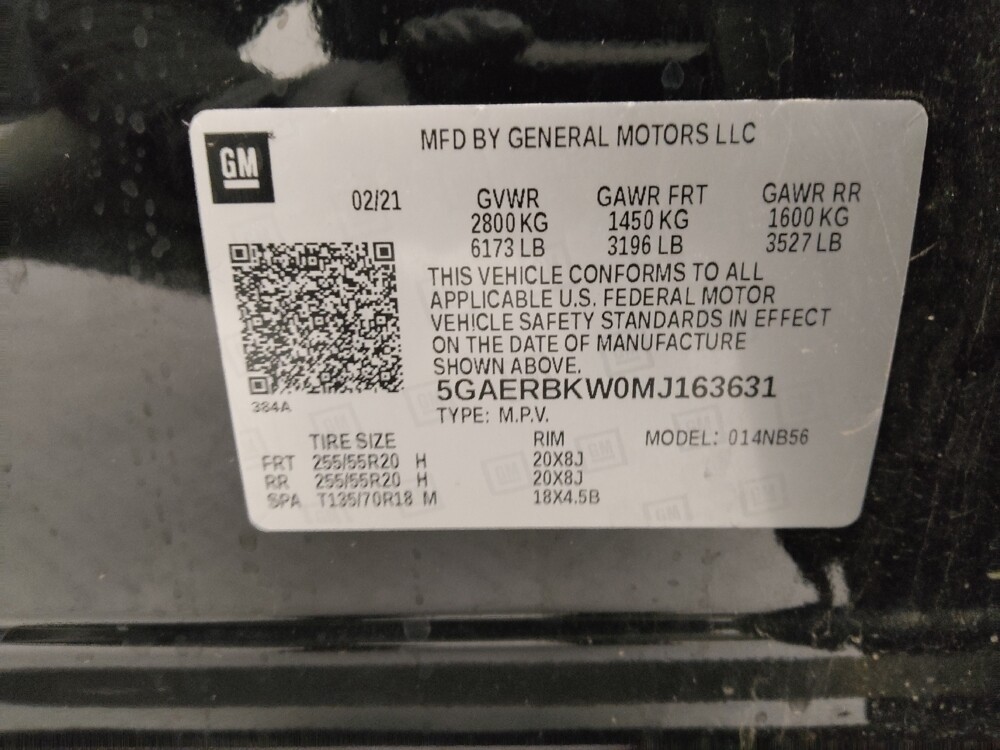 GM
MFD BY GENERAL MOTORS LLC
02/21 GVWR GAWR FRT GAWR RR
2800 KG 1450 KG 1600 KG
6173 LB 3196 LB 3527 LB
THIS VEHICLE CONFORMS TO ALL
APPLICABLE U.S. FEDERAL MOTOR
VEHICLE SAFETY STANDARDS IN EFFECT
ON THE DATE OF MANUFACTURE
SHOWN ABOVE.
5GAERBKW0MJ163631
384A
TYPE: M.P.V.
TIRE SIZE RIM MODEL: 014NB56
FRT 255/55R20 H 20X8J
RR 255/55R20 H 20X8J
SPA T135/70R18 M 18X4.5B